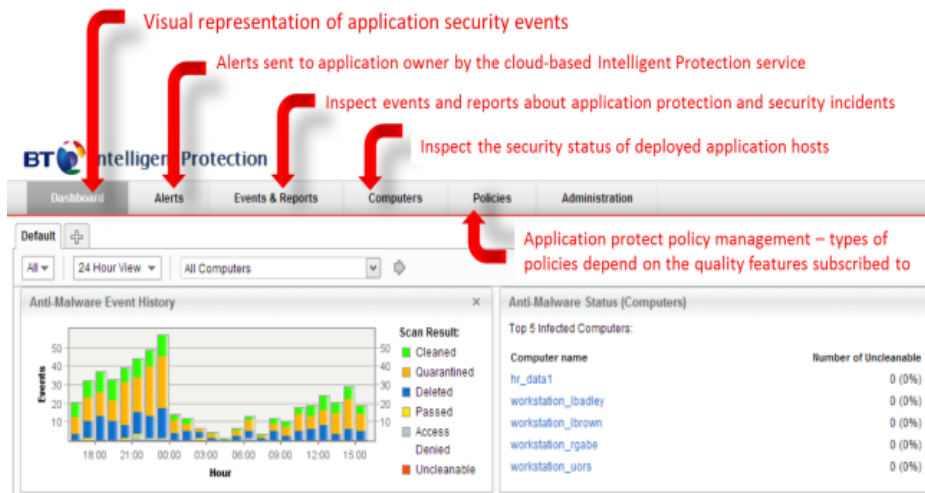 Visual representation of application security events
Alerts sent to application owner by the cloud-based Intelligent Protection service
Inspect events and reports about application protection and security incidents
Inspect the security status of deployed application hosts
BT Intelligent Protection
Dashboard Alerts Events & Reports Computers Policies Administration
Application protect policy management – types of
policies depend on the quality features subscribed to
Default
All 24 Hour View All Computers
Anti-Malware Event History
Scan Result:
Cleaned
Quarantined
Deleted
Passed
Access
Denied
Uncleanable
Events
50 50
40 40
30 30
20 20
10 10
18:00 21:00 00:00 03:00 06:00 09:00 12:00 15:00
Hour
Anti-Malware Status (Computers)
Top 5 Infected Computers:
Computer name Number of Uncleanable
hr_data1 0 (0%)
workstation_lbadley 0 (0%)
workstation_lbrown 0 (0%)
workstation_rgabe 0 (0%)
workstation_uors 0 (0%)